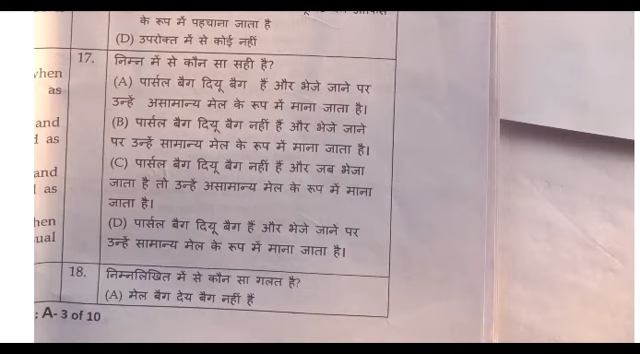 के रूप में पहचाना जाता है
(D) उपरोक्त में से कोई नहीं
17. निम्न में से कौन सा सही है?
when
(A) पार्सल बैग दियू बैग हैं और भेजे जाने पर
as
उन्हें असामान्य मेल के रूप में माना जाता है।
and
(B) पार्सल बैग दियू बैग नहीं हैं और भेजे जाने
as
पर उन्हें सामान्य मेल के रूप में माना जाता है।
and
(C) पार्सल बैग दियू बैग नहीं हैं और जब भेजा
as
जाता है तो उन्हें असामान्य मेल के रूप में माना
जाता है।
hen
(D) पार्सल बैग दियू बैग हैं और भेजे जाने पर
ual
उन्हें सामान्य मेल के रूप में माना जाता है।
18. निम्नलिखित में से कौन सा गलत है?
(A) मेल बैग देय बैग नहीं हैं
: A- 3 of 10